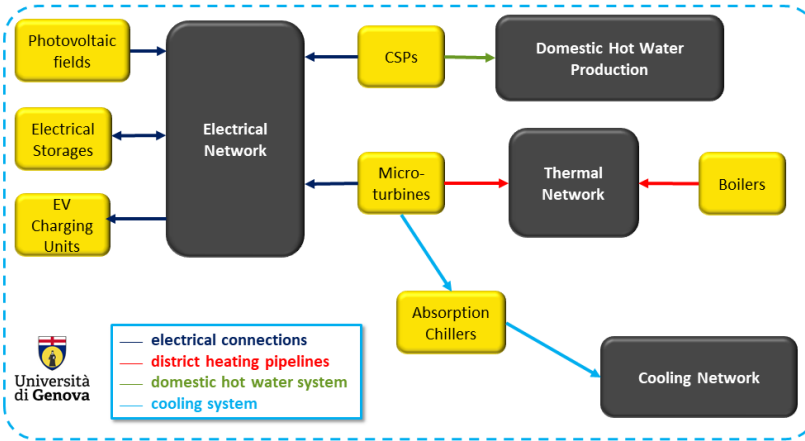 Photovoltaic
fields
CSPs
Domestic Hot Water
Production
Electrical
Storages
Electrical
Network
Micro-
turbines
Thermal
Network
Boilers
EV
Charging
Units
Absorption
Chillers
electrical connections
district heating pipelines
domestic hot water system
cooling system
Università
di Genova
Cooling Network